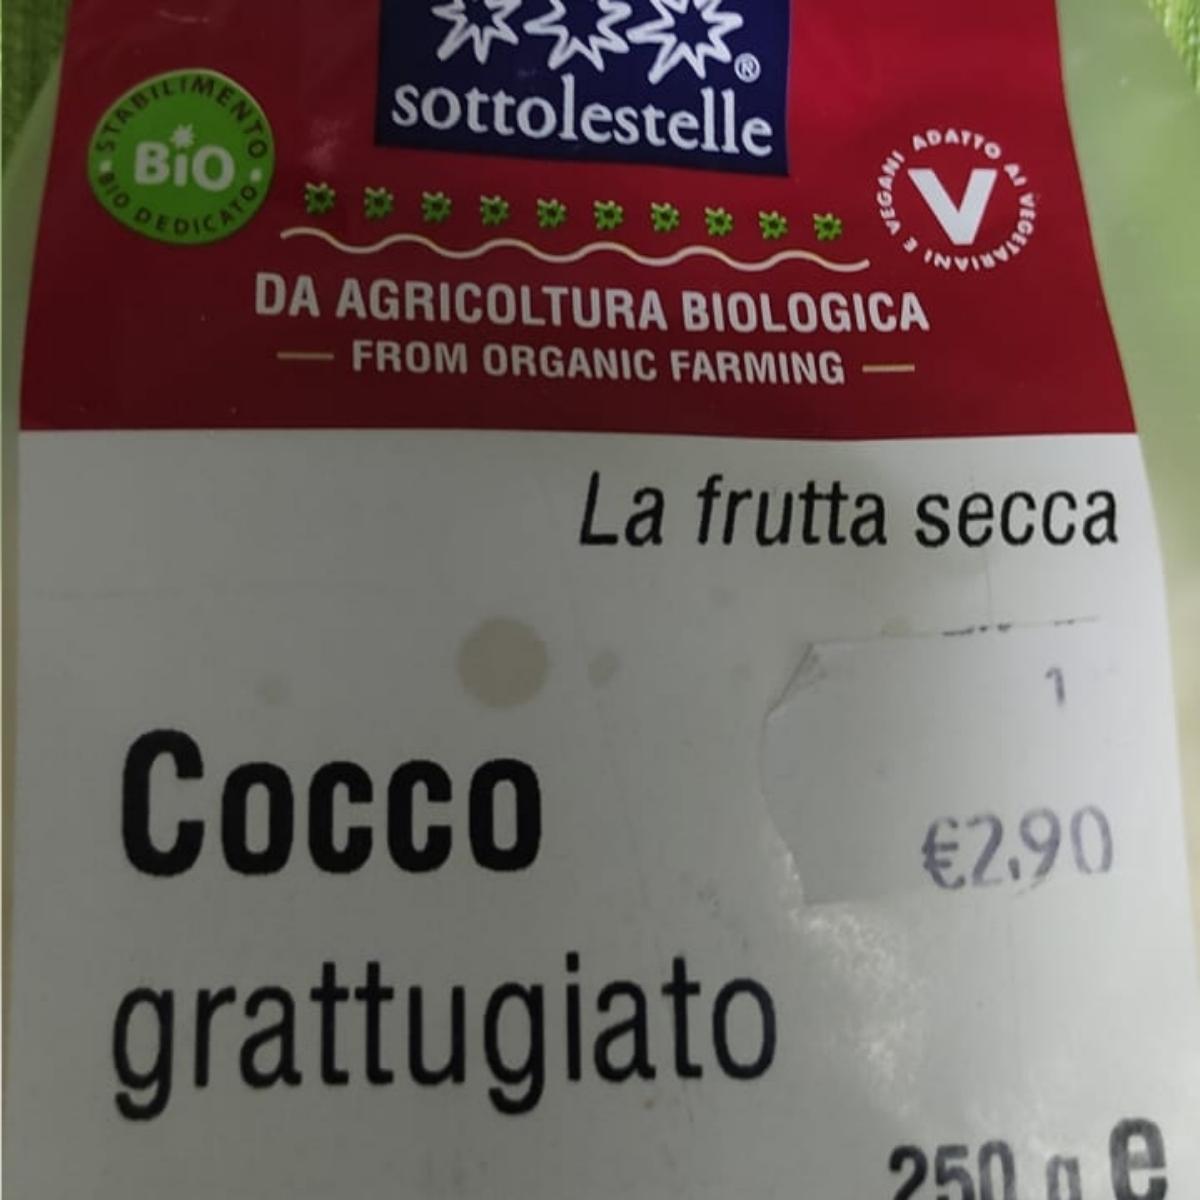 sottolestelle®
STABILIMENTO
BiO
BIO DEDICATO
ADATTO AI VEGETARIANI E VEGANI
V
DA AGRICOLTURA BIOLOGICA
FROM ORGANIC FARMING
La frutta secca
1
€2,90
Cocco
grattugiato
250 g e